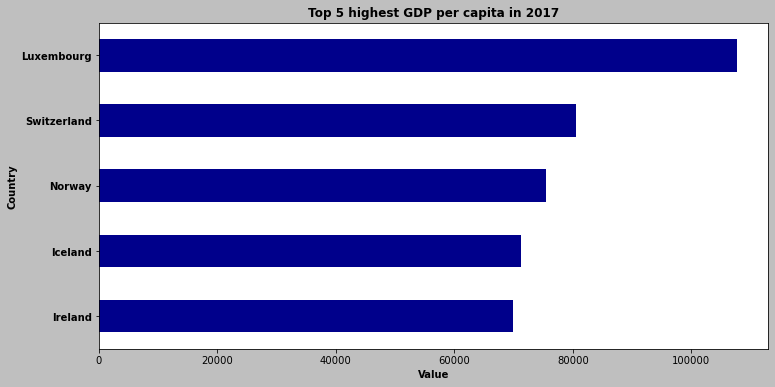 Top 5 highest GDP per capita in 2017
Country
Luxembourg
Switzerland
Norway
Iceland
Ireland
0 20000 40000 60000 80000 100000
Value